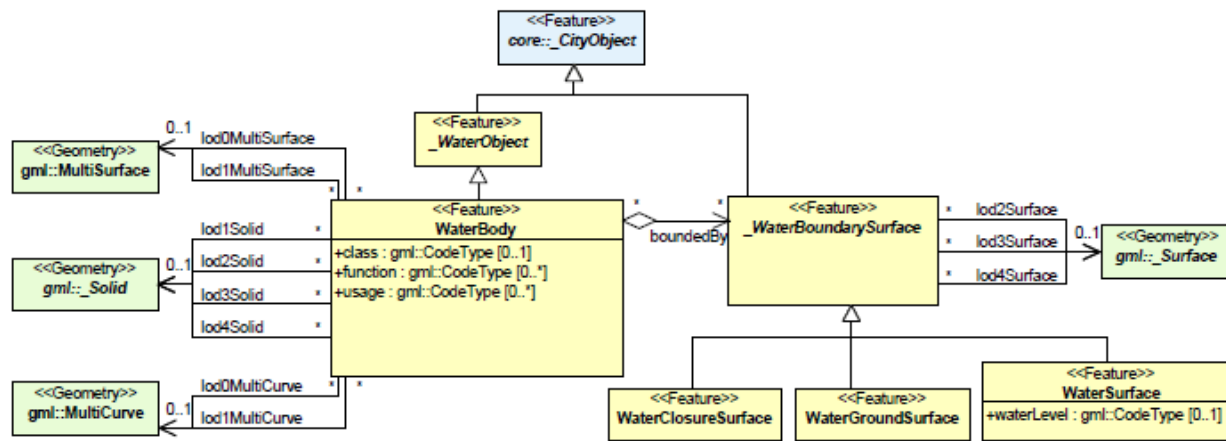 <<Feature>>
core::_CityObject
<<Feature>>
_WaterObject
<<Geometry>>
gml::MultiSurface
0..1
lod0MultiSurface
lod1MultiSurface
*
*
<<Feature>>
WaterBody
+class : gml::CodeType [0..1]
+function : gml::CodeType [0..*]
+usage : gml::CodeType [0..*]
<<Geometry>>
gml::_Solid
0..1
lod1Solid
*
lod2Solid
*
lod3Solid
*
lod4Solid
*
<<Geometry>>
gml::MultiCurve
0..1
lod0MultiCurve
lod1MultiCurve
*
*
*
*
boundedBy
<<Feature>>
_WaterBoundarySurface
*
lod2Surface
*
lod3Surface
*
lod4Surface
0..1
<<Geometry>>
gml::_Surface
<<Feature>>
WaterClosureSurface
<<Feature>>
WaterGroundSurface
<<Feature>>
WaterSurface
+waterLevel : gml::CodeType [0..1]